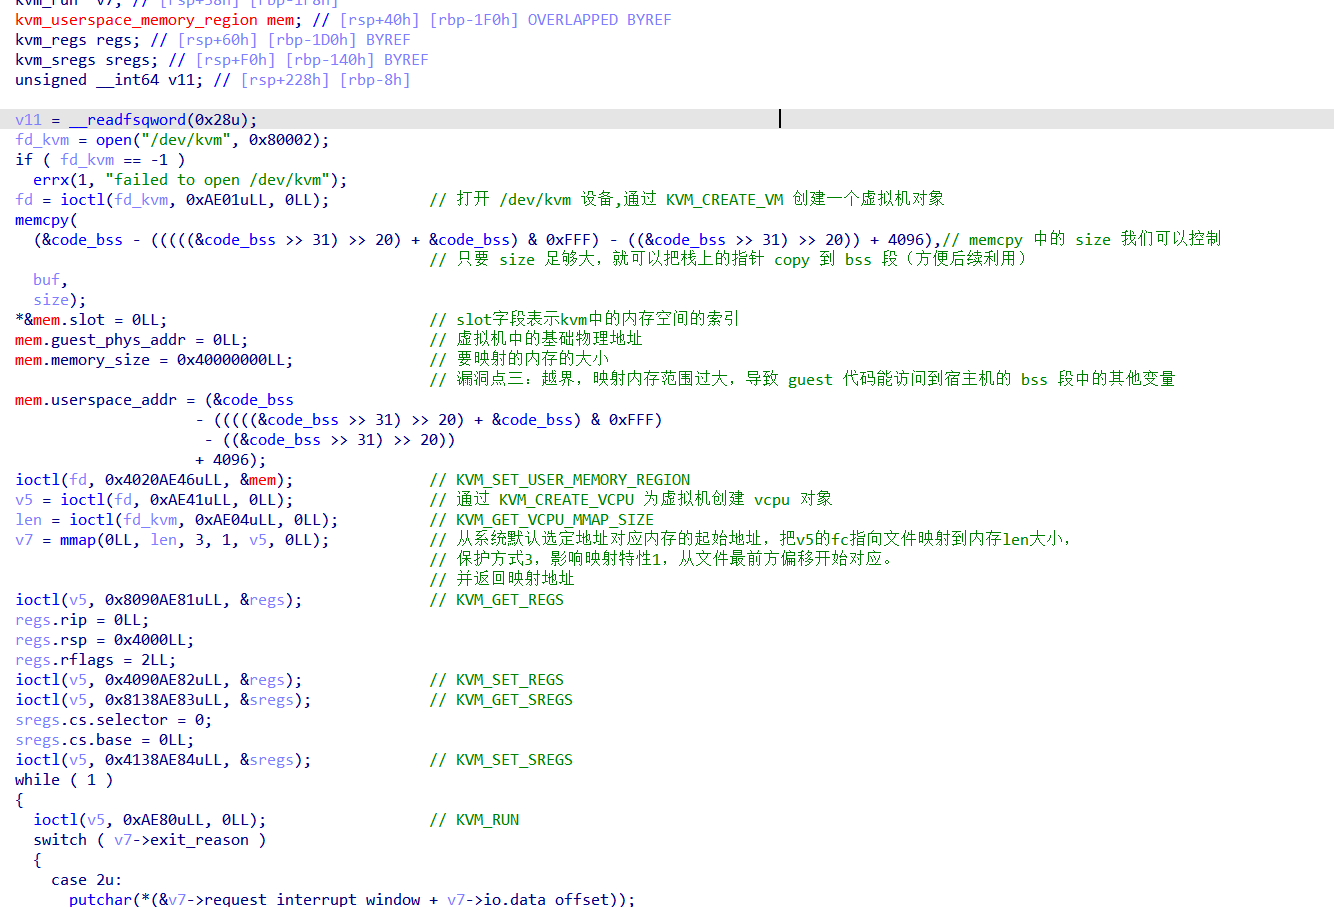 kvm_run *v7; // [rsp+38h] [rbp-1F8h]
kvm_userspace_memory_region mem; // [rsp+40h] [rbp-1F0h] OVERLAPPED BYREF
kvm_regs regs; // [rsp+60h] [rbp-1D0h] BYREF
kvm_sregs sregs; // [rsp+F0h] [rbp-140h] BYREF
unsigned __int64 v11; // [rsp+228h] [rbp-8h]
v11 = __readfsqword(0x28u);
fd_kvm = open("/dev/kvm", 0x80002);
if ( fd_kvm == -1 )
errx(1, "failed to open /dev/kvm");
fd = ioctl(fd_kvm, 0xAE01uLL, 0LL); // 打开 /dev/kvm 设备,通过 KVM_CREATE_VM 创建一个虚拟机对象
memcpy(
(&code_bss - (((((&code_bss >> 31) >> 20) + &code_bss) & 0xFFF) - ((&code_bss >> 31) >> 20)) + 4096),// memcpy 中的 size 我们可以控制
// 只要 size 足够大，就可以把栈上的指针 copy 到 bss 段（方便后续利用）
buf,
size);
*&mem.slot = 0LL; // slot字段表示kvm中的内存空间的索引
mem.guest_phys_addr = 0LL; // 虚拟机中的基础物理地址
mem.memory_size = 0x40000000LL; // 要映射的内存的大小
// 漏洞点三：越界，映射内存范围过大，导致 guest 代码能访问到宿主机的 bss 段中的其他变量
mem.userspace_addr = (&code_bss
- (((((&code_bss >> 31) >> 20) + &code_bss) & 0xFFF)
- ((&code_bss >> 31) >> 20))
+ 4096);
ioctl(fd, 0x4020AE46uLL, &mem); // KVM_SET_USER_MEMORY_REGION
v5 = ioctl(fd, 0xAE41uLL, 0LL); // 通过 KVM_CREATE_VCPU 为虚拟机创建 vcpu 对象
len = ioctl(fd_kvm, 0xAE04uLL, 0LL); // KVM_GET_VCPU_MMAP_SIZE
v7 = mmap(0LL, len, 3, 1, v5, 0LL); // 从系统默认选定地址对应内存的起始地址，把v5的fc指向文件映射到内存len大小，
// 保护方式3，影响映射特性1，从文件最前方偏移开始对应。
// 并返回映射地址
ioctl(v5, 0x8090AE81uLL, &regs); // KVM_GET_REGS
regs.rip = 0LL;
regs.rsp = 0x4000LL;
regs.rflags = 2LL;
ioctl(v5, 0x4090AE82uLL, &regs); // KVM_SET_REGS
ioctl(v5, 0x8138AE83uLL, &sregs); // KVM_GET_SREGS
sregs.cs.selector = 0;
sregs.cs.base = 0LL;
ioctl(v5, 0x4138AE84uLL, &sregs); // KVM_SET_SREGS
while ( 1 )
{
ioctl(v5, 0xAE80uLL, 0LL); // KVM_RUN
switch ( v7->exit_reason )
{
case 2u:
putchar(*(&v7->request_interrupt_window + v7->io.data_offset));